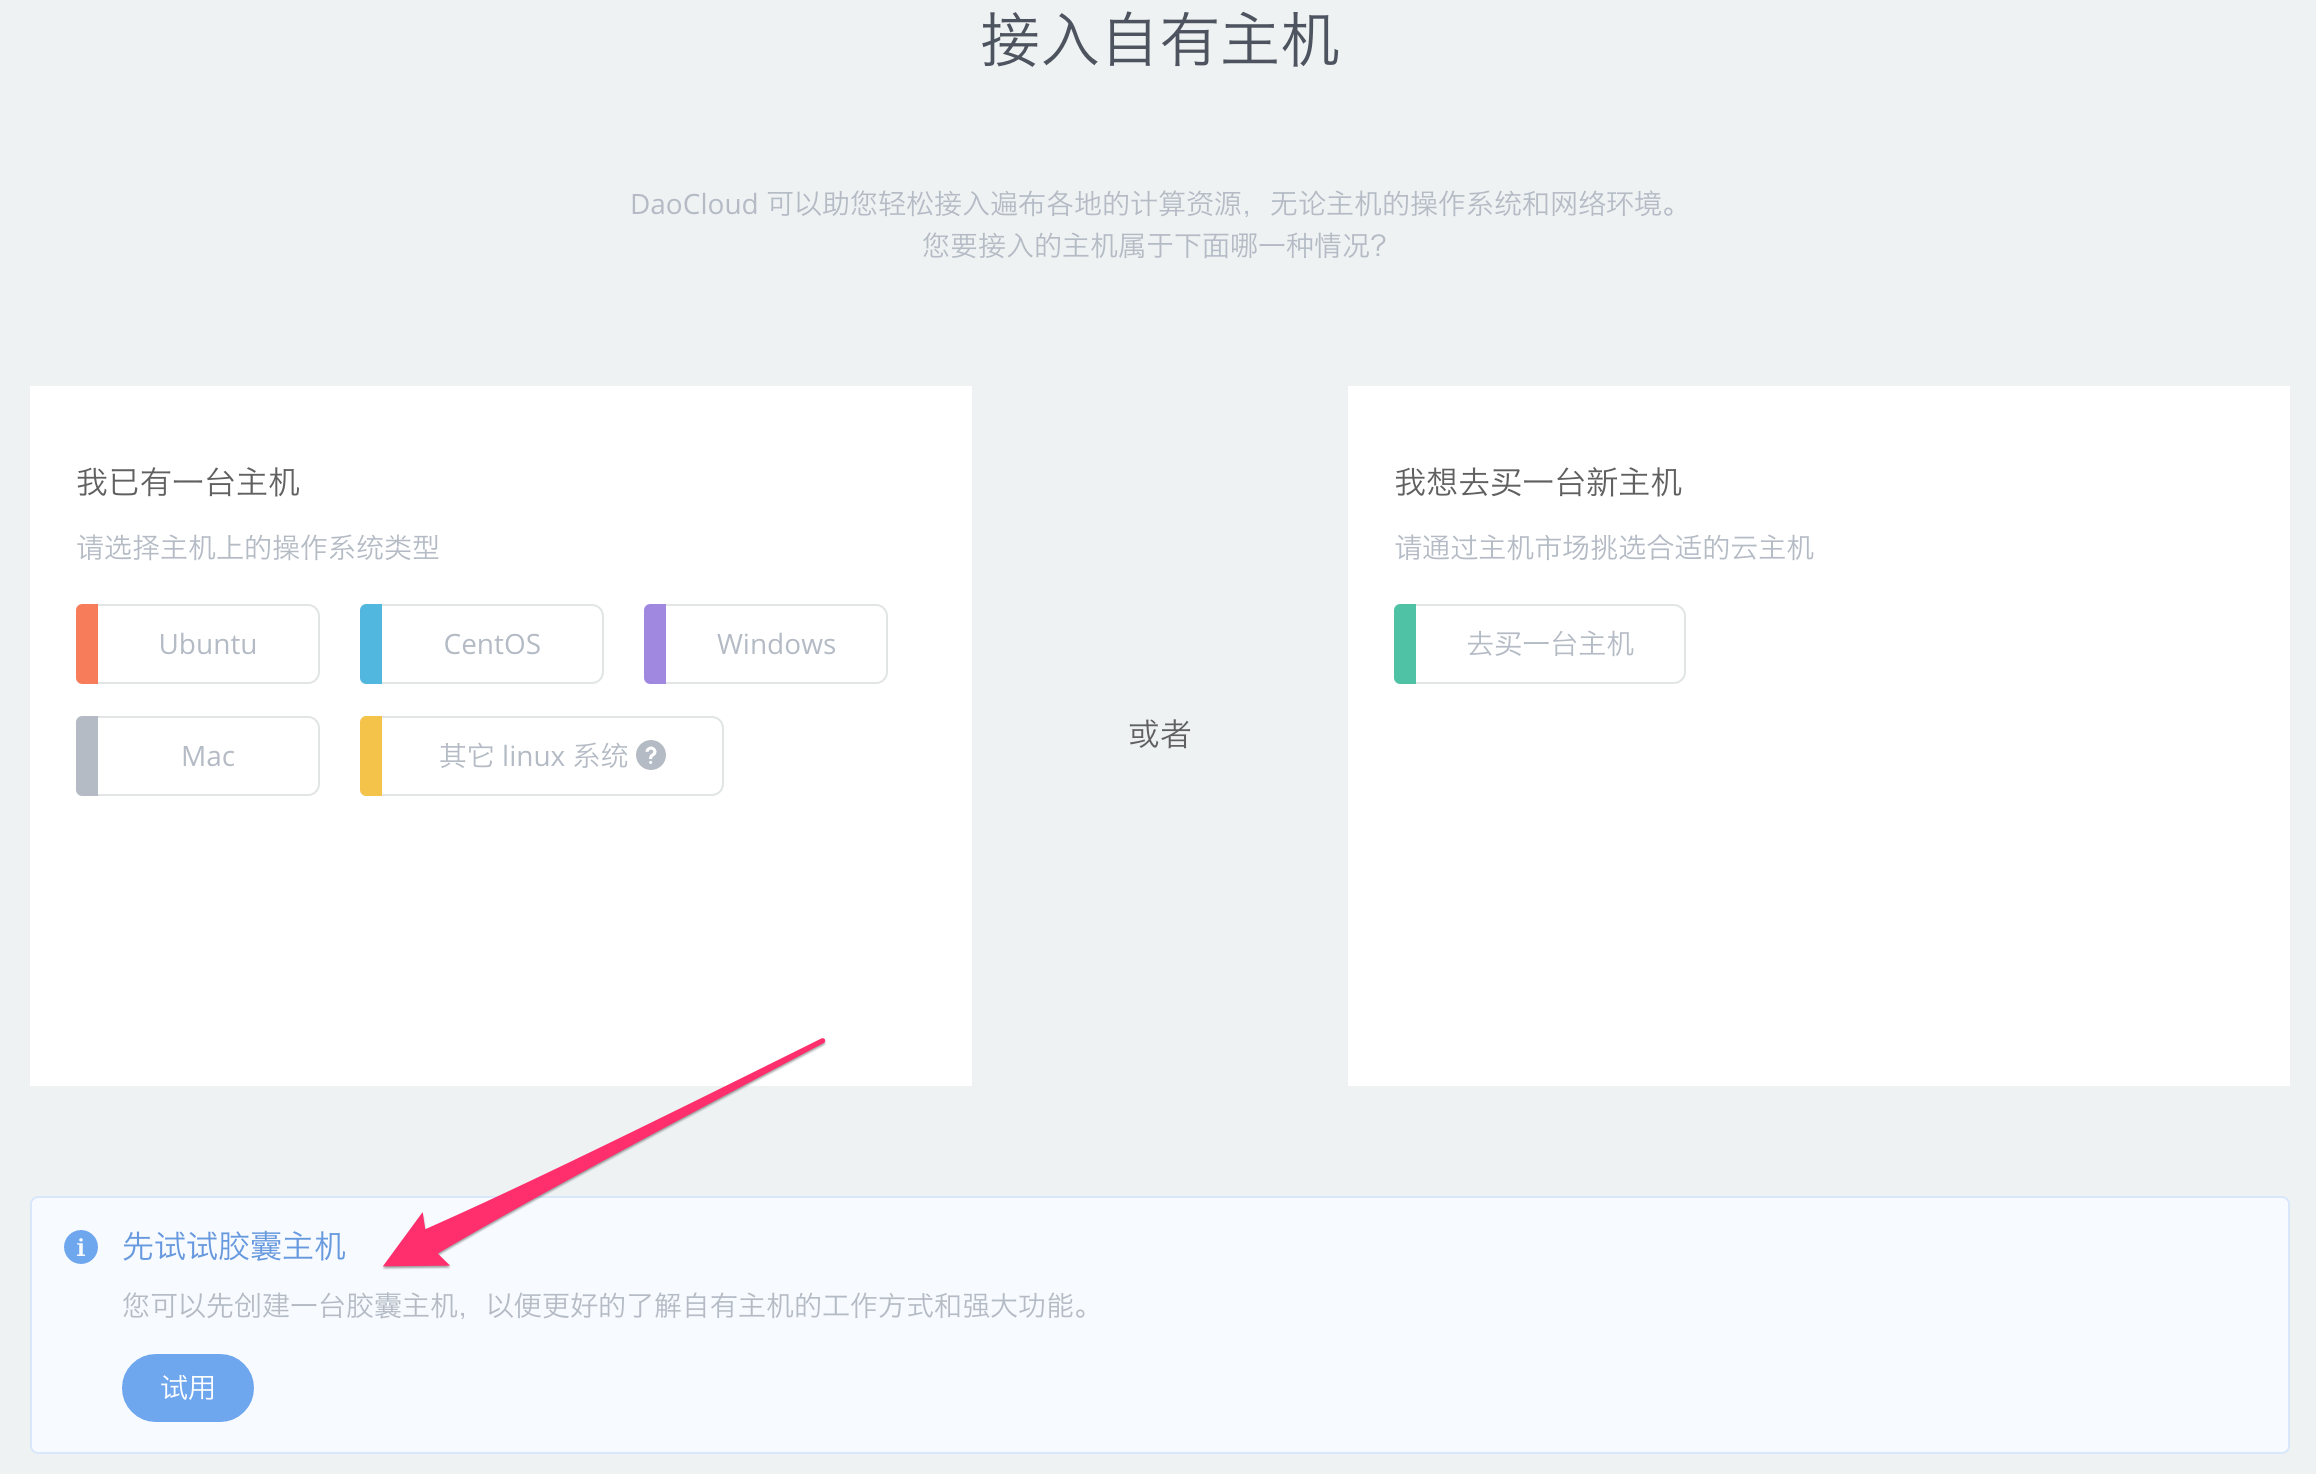 接入自有主机
DaoCloud 可以助您轻松接入遍布各地的计算资源，无论主机的操作系统和网络环境。
您要接入的主机属于下面哪一种情况？
我已有一台主机
请选择主机上的操作系统类型
Ubuntu
CentOS
Windows
Mac
其它 linux 系统 ?
或者
我想去买一台新主机
请通过主机市场挑选合适的云主机
去买一台主机
i 先试试胶囊主机
您可以先创建一台胶囊主机，以便更好的了解自有主机的工作方式和强大功能。
试用